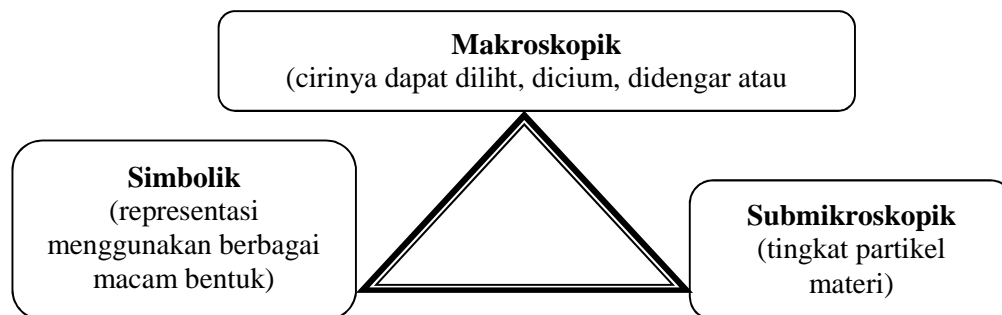 Makroskopik
(cirinya dapat diliht, dicium, didengar atau
Simbolik
(representasi
menggunakan berbagai
macam bentuk)
Submikroskopik
(tingkat partikel
materi)